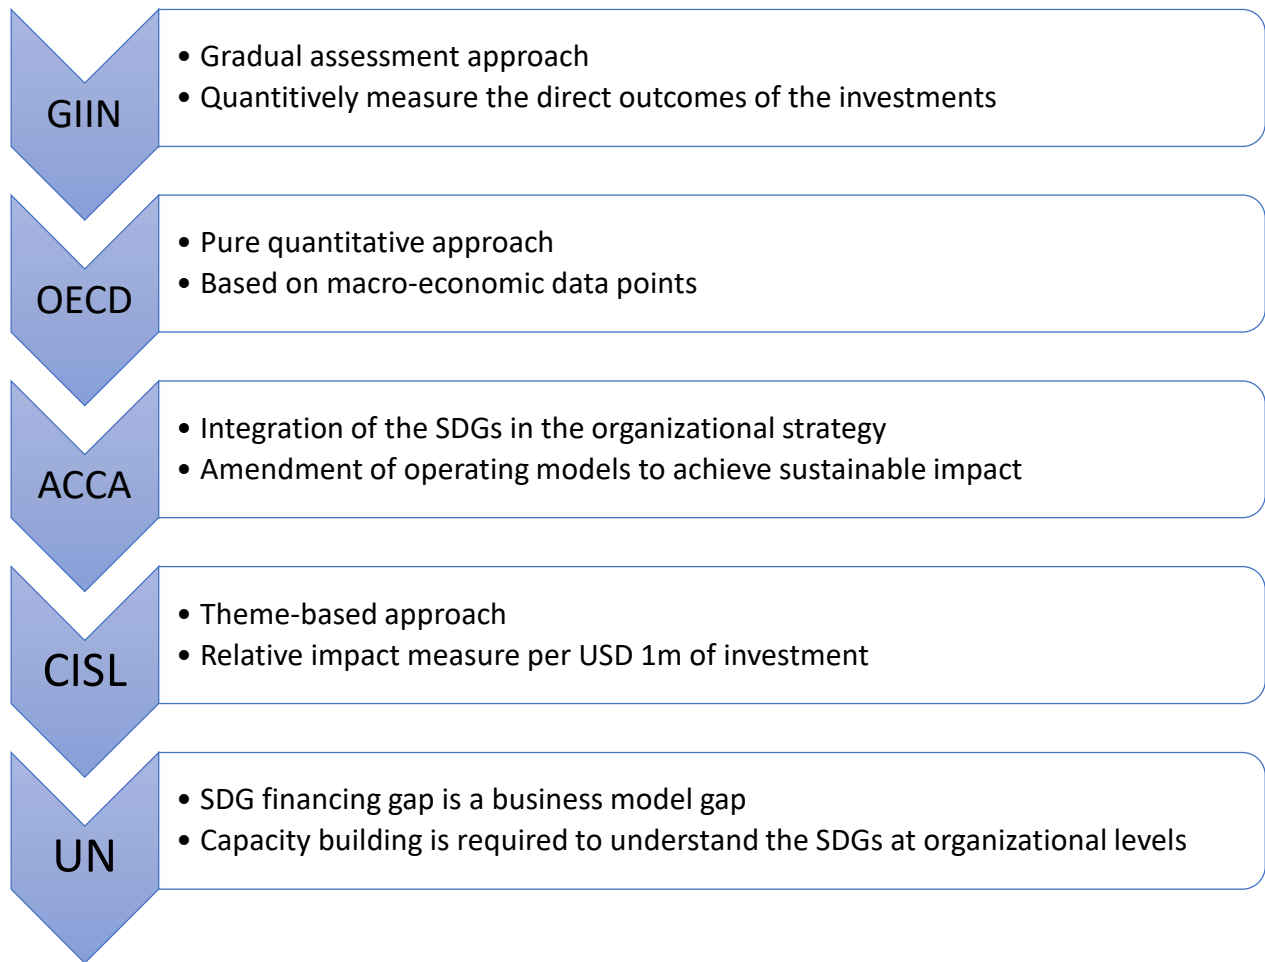 GIIN
• Gradual assessment approach
• Quantitively measure the direct outcomes of the investments
OECD
• Pure quantitative approach
• Based on macro-economic data points
ACCA
• Integration of the SDGs in the organizational strategy
• Amendment of operating models to achieve sustainable impact
CISL
• Theme-based approach
• Relative impact measure per USD 1m of investment
UN
• SDG financing gap is a business model gap
• Capacity building is required to understand the SDGs at organizational levels